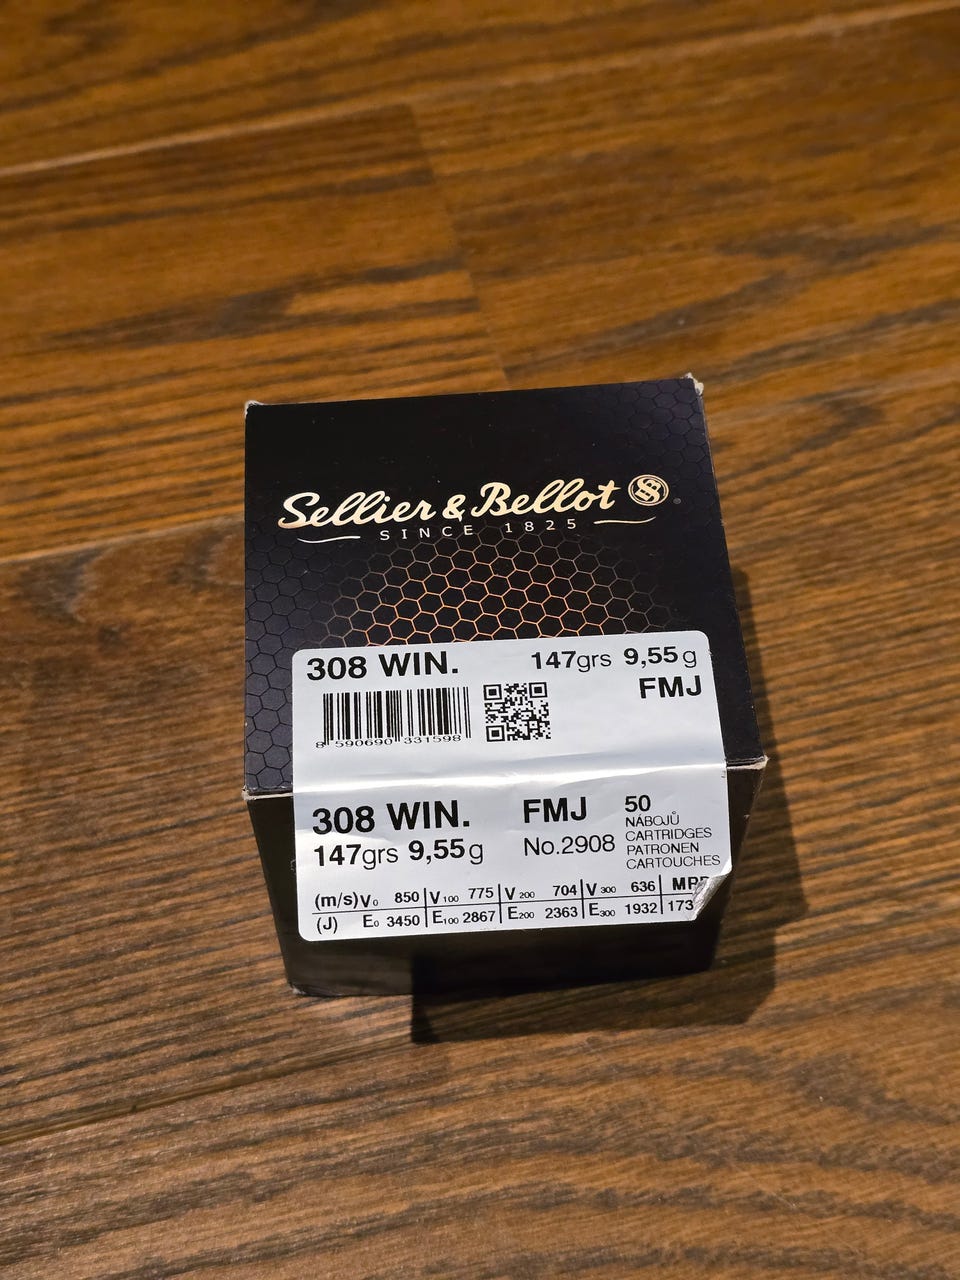 Sellier & Bellot
SINCE 1825
308 WIN. 147grs 9,55g
FMJ
8 590690 331598
308 WIN. FMJ 50
147grs 9,55g No.2908 NÁBOJŮ
CARTRIDGES
PATRONEN
CARTOUCHES
(m/s) V0 850 V100 775 V200 704 V300 636
(J) E0 3450 E100 2867 E200 2363 E300 1932